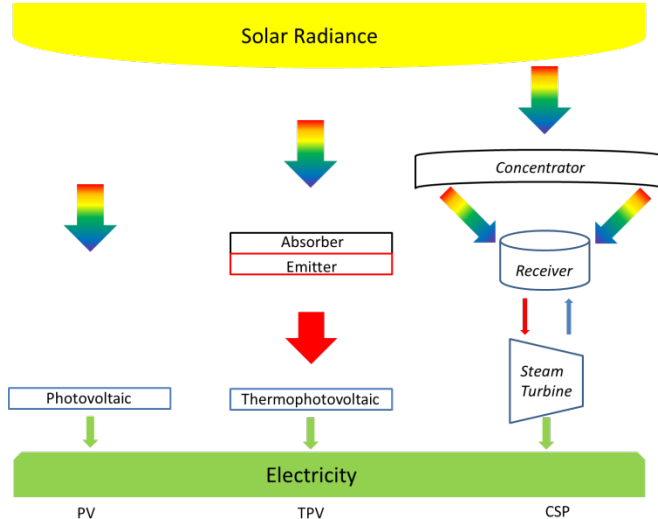 Solar Radiance
Concentrator
Absorber
Emitter
Receiver
Steam
Turbine
Photovoltaic
Thermophotovoltaic
Electricity
PV
TPV
CSP